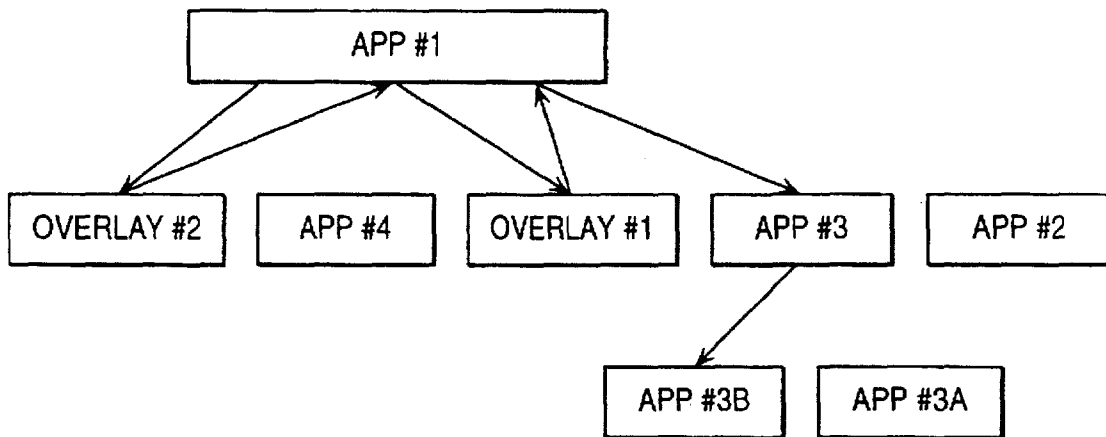 APP #1
OVERLAY #2
APP #4
OVERLAY #1
APP #3
APP #2
APP #3B
APP #3A